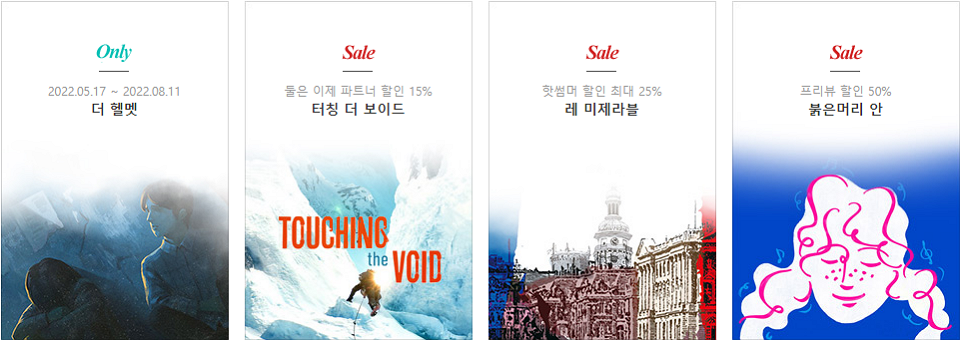 Only
2022.05.17 ~ 2022.08.11
더 헬멧
Sale
둘은 이제 파트너 할인 15%
터칭 더 보이드
TOUCHING
the
VOID
Sale
핫썸머 할인 최대 25%
레 미제라블
Sale
프리뷰 할인 50%
붉은머리 안